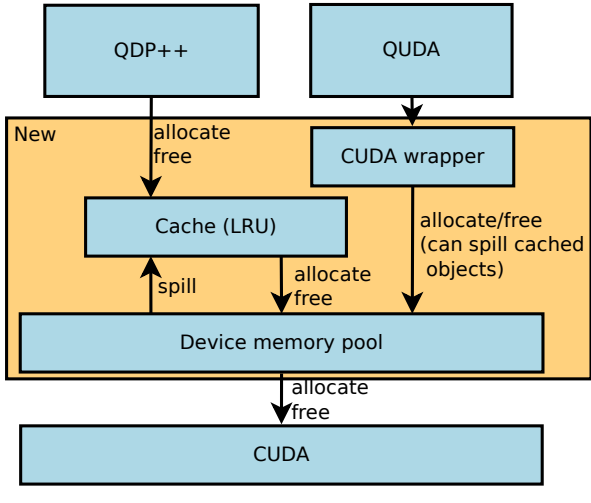 QDP++
QUDA
New
allocate
free
CUDA wrapper
Cache (LRU)
allocate/free
(can spill cached
objects)
spill
allocate
free
Device memory pool
allocate
free
CUDA